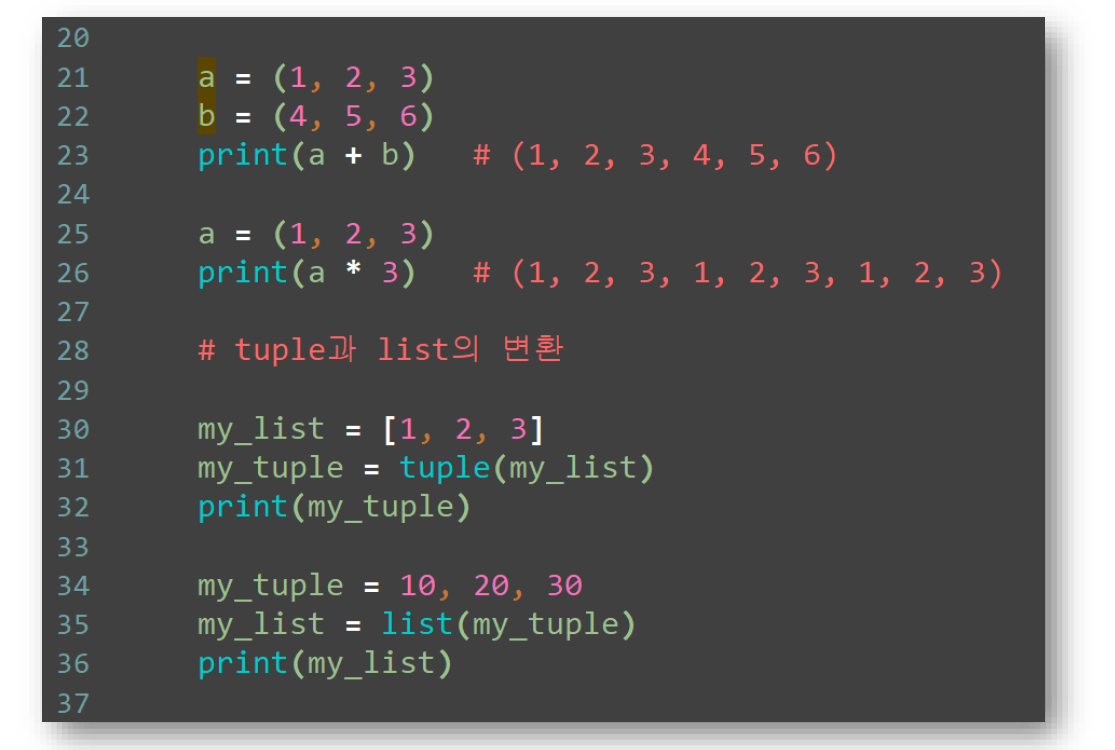 20
21 a = (1, 2, 3)
22 b = (4, 5, 6)
23 print(a + b) # (1, 2, 3, 4, 5, 6)
24
25 a = (1, 2, 3)
26 print(a * 3) # (1, 2, 3, 1, 2, 3, 1, 2, 3)
27
28 # tuple과 list의 변환
29
30 my_list = [1, 2, 3]
31 my_tuple = tuple(my_list)
32 print(my_tuple)
33
34 my_tuple = 10, 20, 30
35 my_list = list(my_tuple)
36 print(my_list)
37